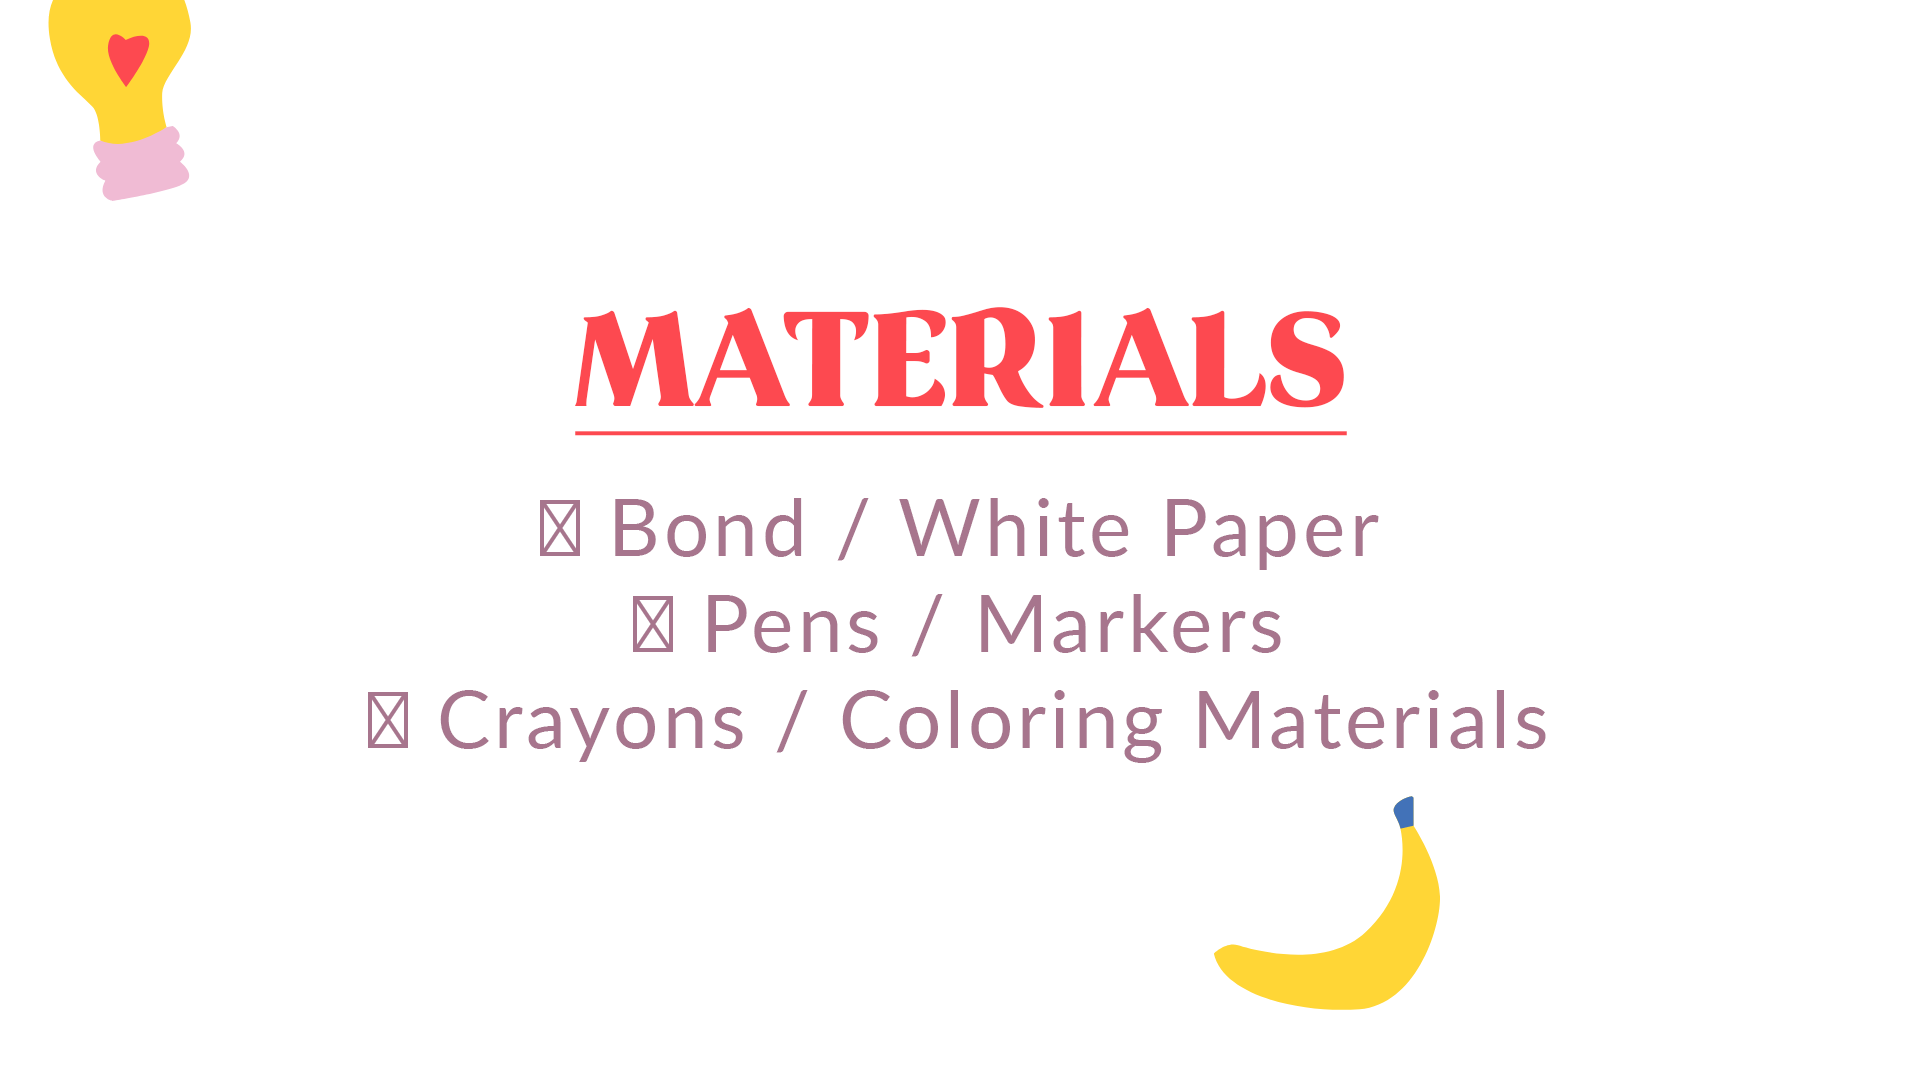 MATERIALS
Bond / White Paper
Pens / Markers
Crayons / Coloring Materials